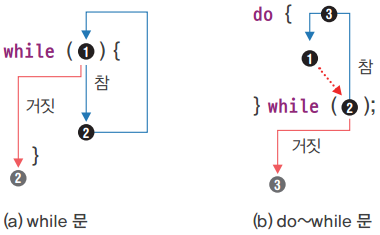 while ( ❶ ) {
참
거짓
❷
}
❷
(a) while 문
do { ❸
❶
참
} while ( ❷ );
거짓
❸
(b) do~while 문